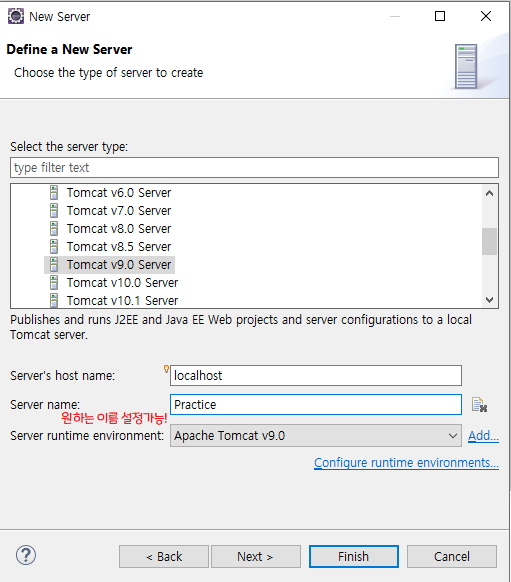 New Server
Define a New Server
Choose the type of server to create
Select the server type:
type filter text
Tomcat v6.0 Server
Tomcat v7.0 Server
Tomcat v8.0 Server
Tomcat v8.5 Server
Tomcat v9.0 Server
Tomcat v10.0 Server
Tomcat v10.1 Server
Publishes and runs J2EE and Java EE Web projects and server configurations to a local
Tomcat server.
Server's host name: localhost
Server name: Practice
원하는 이름 설정가능!
Server runtime environment: Apache Tomcat v9.0 Add...
Configure runtime environments...
? < Back Next > Finish Cancel